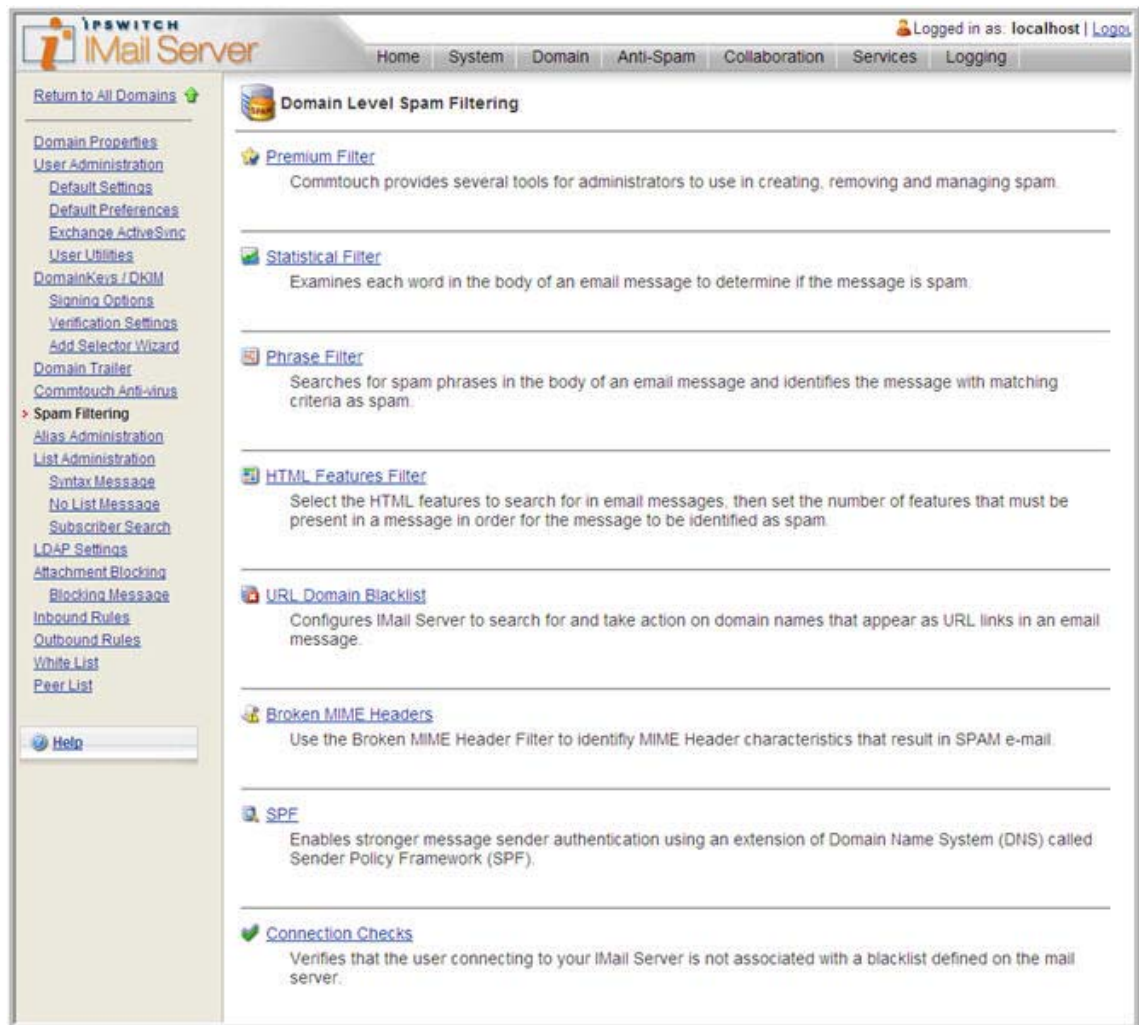 IPSWITCH
IMail Server
Logged in as: localhost | Logou
Home System Domain Anti-Spam Collaboration Services Logging
Return to All Domains
Domain Properties
User Administration
Default Settings
Default Preferences
Exchange ActiveSync
User Utilities
DomainKeys / DKIM
Signing Options
Verification Settings
Add Selector Wizard
Domain Trailer
Commtouch Anti-virus
Spam Filtering
Alias Administration
List Administration
Syntax Message
No List Message
Subscriber Search
LDAP Settings
Attachment Blocking
Blocking Message
Inbound Rules
Outbound Rules
White List
Peer List
Help
SPAM
Domain Level Spam Filtering
Premium Filter
Commtouch provides several tools for administrators to use in creating, removing and managing spam.
Statistical Filter
Examines each word in the body of an email message to determine if the message is spam.
Phrase Filter
Searches for spam phrases in the body of an email message and identifies the message with matching
criteria as spam.
HTML Features Filter
Select the HTML features to search for in email messages, then set the number of features that must be
present in a message in order for the message to be identified as spam.
URL Domain Blacklist
Configures IMail Server to search for and take action on domain names that appear as URL links in an email
message.
Broken MIME Headers
Use the Broken MIME Header Filter to identifiy MIME Header characteristics that result in SPAM e-mail.
SPF
Enables stronger message sender authentication using an extension of Domain Name System (DNS) called
Sender Policy Framework (SPF).
Connection Checks
Verifies that the user connecting to your IMail Server is not associated with a blacklist defined on the mail
server.